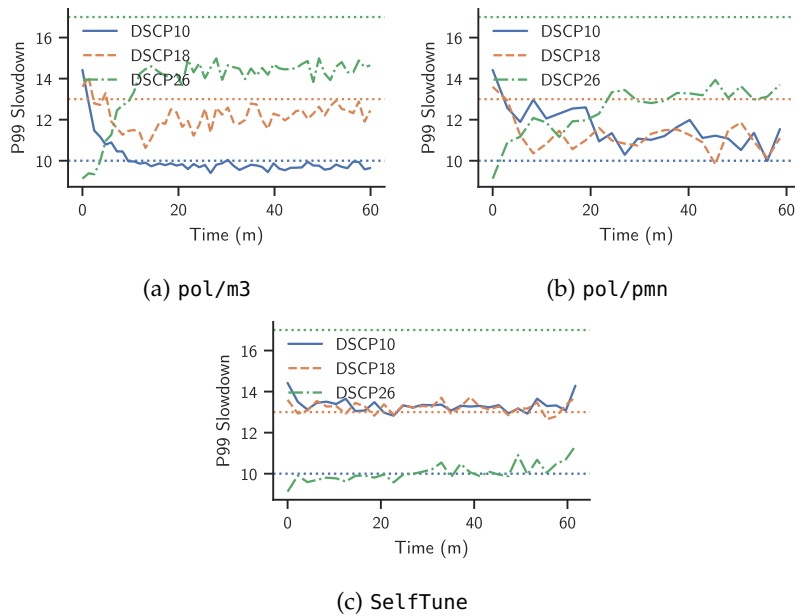 P99 Slowdown
16
14
12
10
DSCP10
DSCP18
DSCP26
0
20
40
60
Time (m)
(a) pol/m3
P99 Slowdown
16
14
12
10
DSCP10
DSCP18
DSCP26
0
20
40
60
Time (m)
(b) pol/pmn
P99 Slowdown
16
14
12
10
DSCP10
DSCP18
DSCP26
0
20
40
60
Time (m)
(c) SelfTune